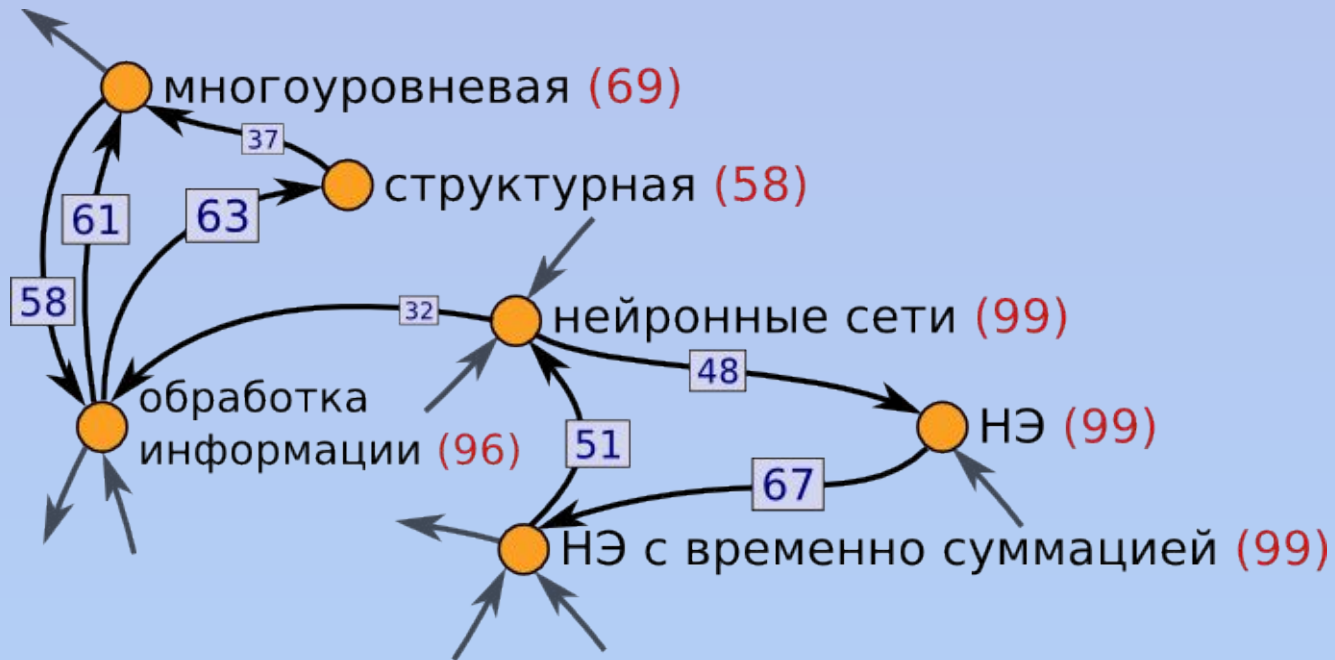 многоуровневая (69)
37
структурная (58)
61
63
58
32
нейронные сети (99)
48
обработка
информации (96)
51
НЭ (99)
67
НЭ с временно суммацией (99)